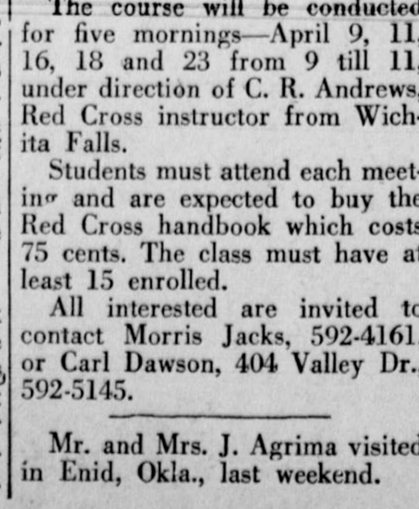 The course will be conducted
for five mornings—April 9, 11,
16, 18 and 23 from 9 till 11,
under direction of C. R. Andrews,
Red Cross instructor from Wich-
ita Falls.
Students must attend each meet-
ing and are expected to buy the
Red Cross handbook which costs
75 cents. The class must have at
least 15 enrolled.
All interested are invited to
contact Morris Jacks, 592-4161
or Carl Dawson, 404 Valley Dr.,
592-5145.
Mr. and Mrs. J. Agrima visited
in Enid, Okla., last weekend.